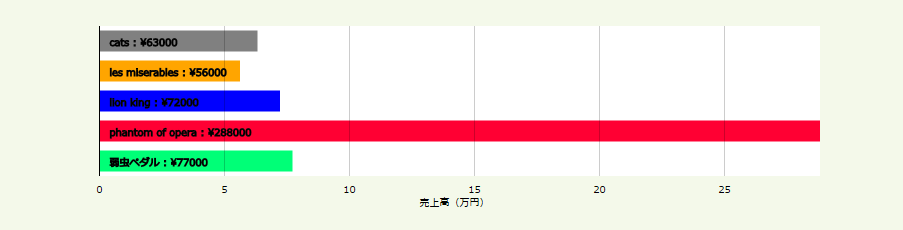 cats : ¥63000
les miserables : ¥56000
lion king : ¥72000
phantom of opera : ¥288000
弱虫ペダル : ¥77000
0 5 10 15 20 25
売上高（万円）